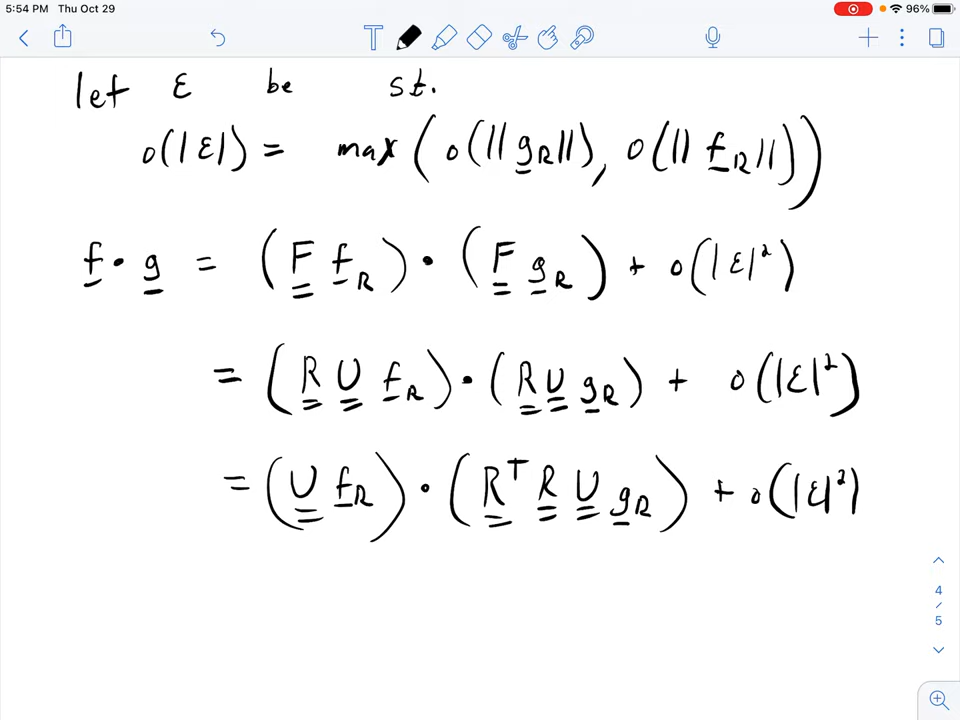 5:54 PM Thu Oct 29 96%
T
let ε be st.
o(|ε|) = max(o(||g_R||), o(||f_R||))
f · g = (F f_R) · (F g_R) + o(|ε|²)
= (R U f_R) · (R U g_R) + o(|ε|²)
= (U f_R) · (Rᵀ R U g_R) + o(|ε|²)
4
/
5